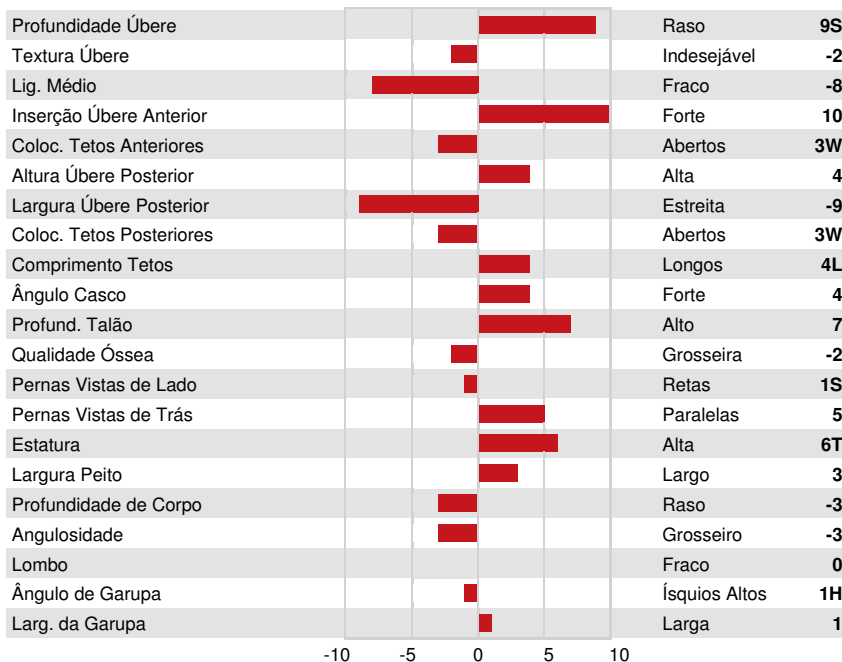 Profundidade Úbere Raso 9S
Textura Úbere Indesejável -2
Lig. Médio Fraco -8
Inserção Úbere Anterior Forte 10
Coloc. Tetos Anteriores Abertos 3W
Altura Úbere Posterior Alta 4
Largura Úbere Posterior Estreita -9
Coloc. Tetos Posteriores Abertos 3W
Comprimento Tetos Longos 4L
Ângulo Casco Forte 4
Profund. Talão Alto 7
Qualidade Óssea Grosseira -2
Pernas Vistas de Lado Retas 1S
Pernas Vistas de Trás Paralelas 5
Estatura Alta 6T
Largura Peito Largo 3
Profundidade de Corpo Raso -3
Angulosidade Grosseiro -3
Lombo Fraco 0
Ângulo de Garupa Ísquios Altos 1H
Larg. da Garupa Larga 1
-10 -5 0 5 10